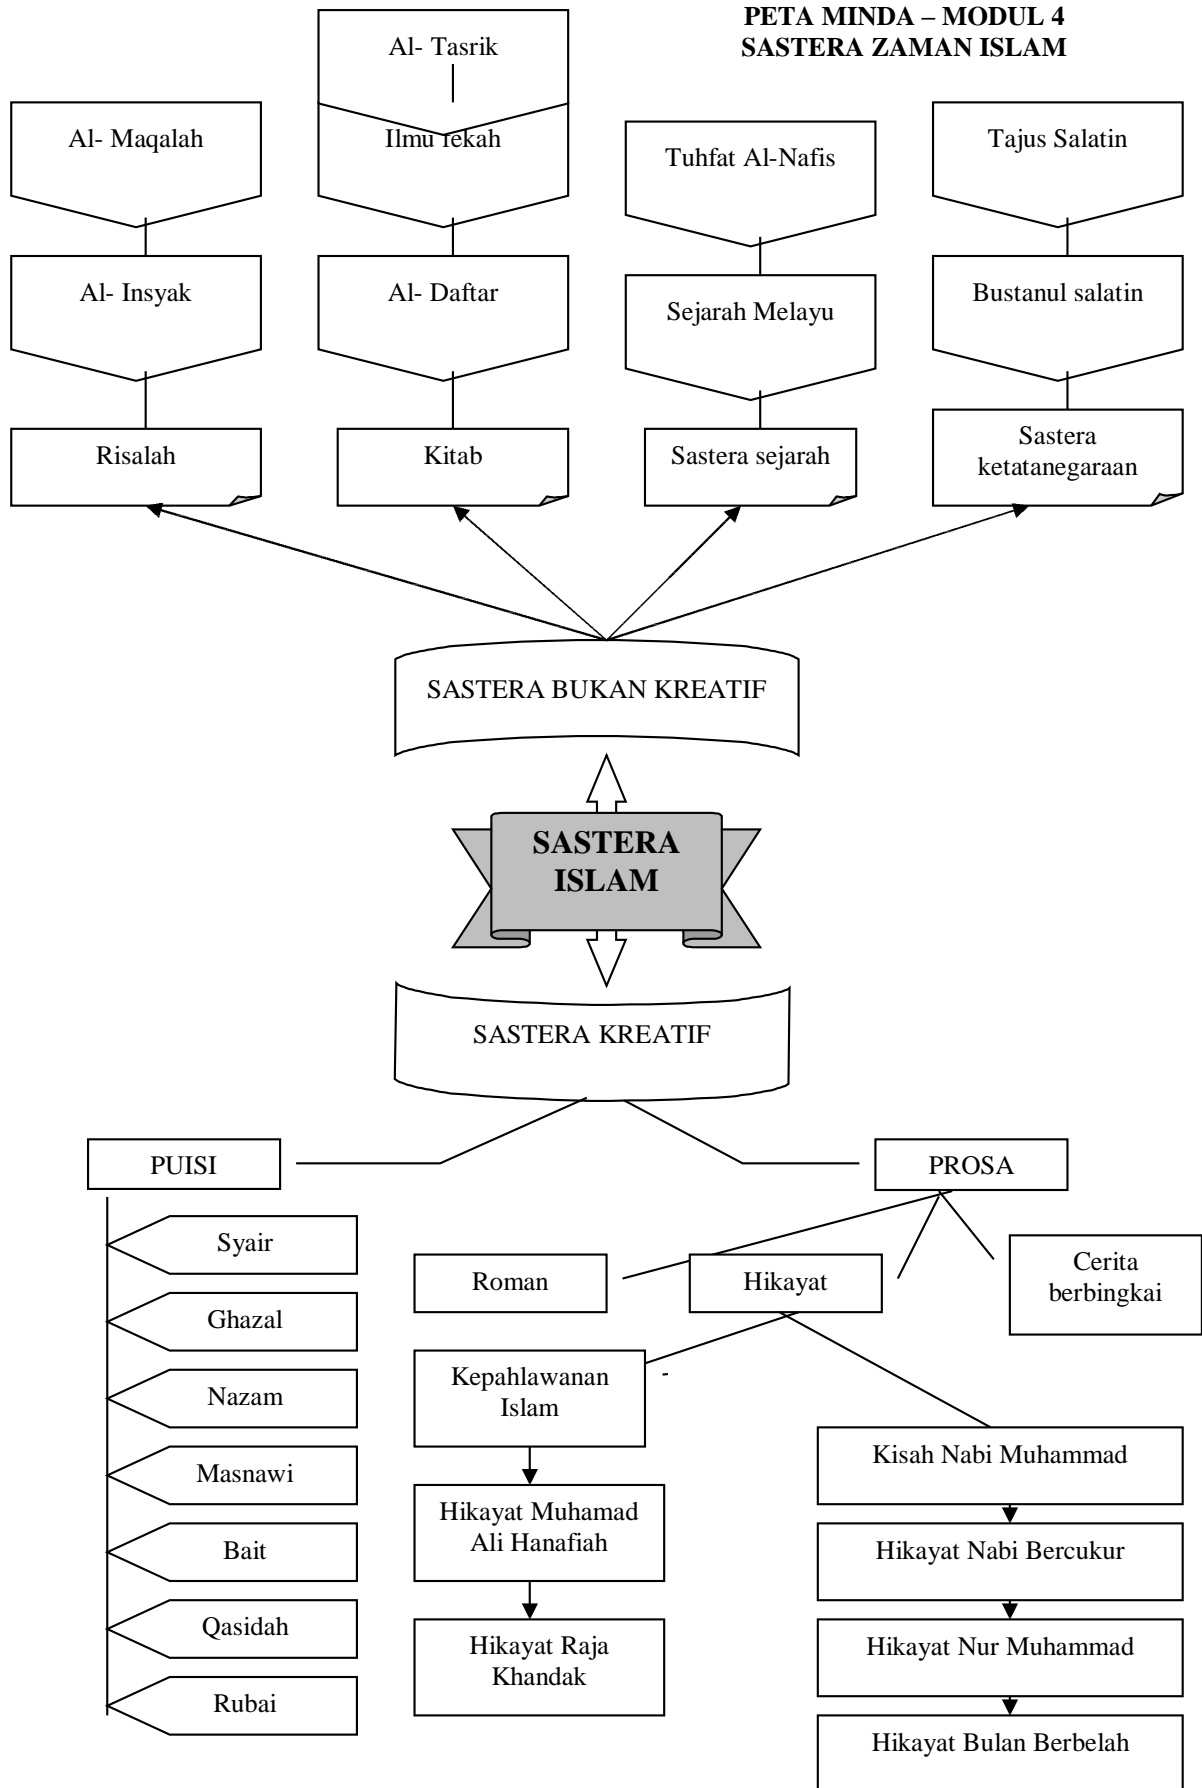 PETA MINDA – MODUL 4
SASTERA ZAMAN ISLAM
Al- Tasrik
Al- Maqalah
Ilmu fekah
Tuhfat Al-Nafis
Tajus Salatin
Al- Insyak
Al- Daftar
Sejarah Melayu
Bustanul salatin
Risalah
Kitab
Sastera sejarah
Sastera
ketatanegaraan
SASTERA BUKAN KREATIF
SASTERA
ISLAM
SASTERA KREATIF
PUISI
PROSA
Syair
Ghazal
Nazam
Masnawi
Bait
Qasidah
Rubai
Roman
Hikayat
Cerita
berbingkai
Kepahlawanan
Islam
Hikayat Muhamad
Ali Hanafiah
Hikayat Raja
Khandak
Kisah Nabi Muhammad
Hikayat Nabi Bercukur
Hikayat Nur Muhammad
Hikayat Bulan Berbelah